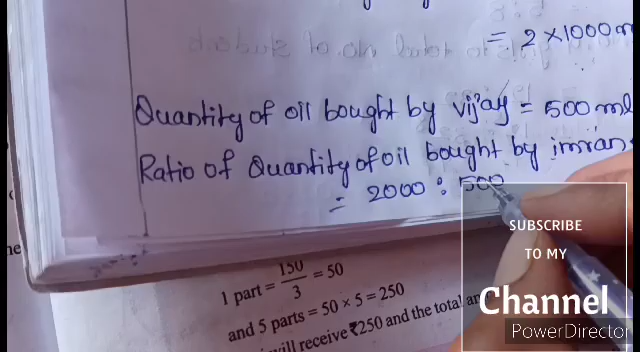 = 2 × 1000 m
Quantity of oil bought by Vijay = 500 ml
Ratio of Quantity of oil bought by imran
= 2000 : 500
SUBSCRIBE
TO MY
Channel
PowerDirector
1 part = 150/3 = 50
and 5 parts = 50 × 5 = 250
will receive ₹250 and the total